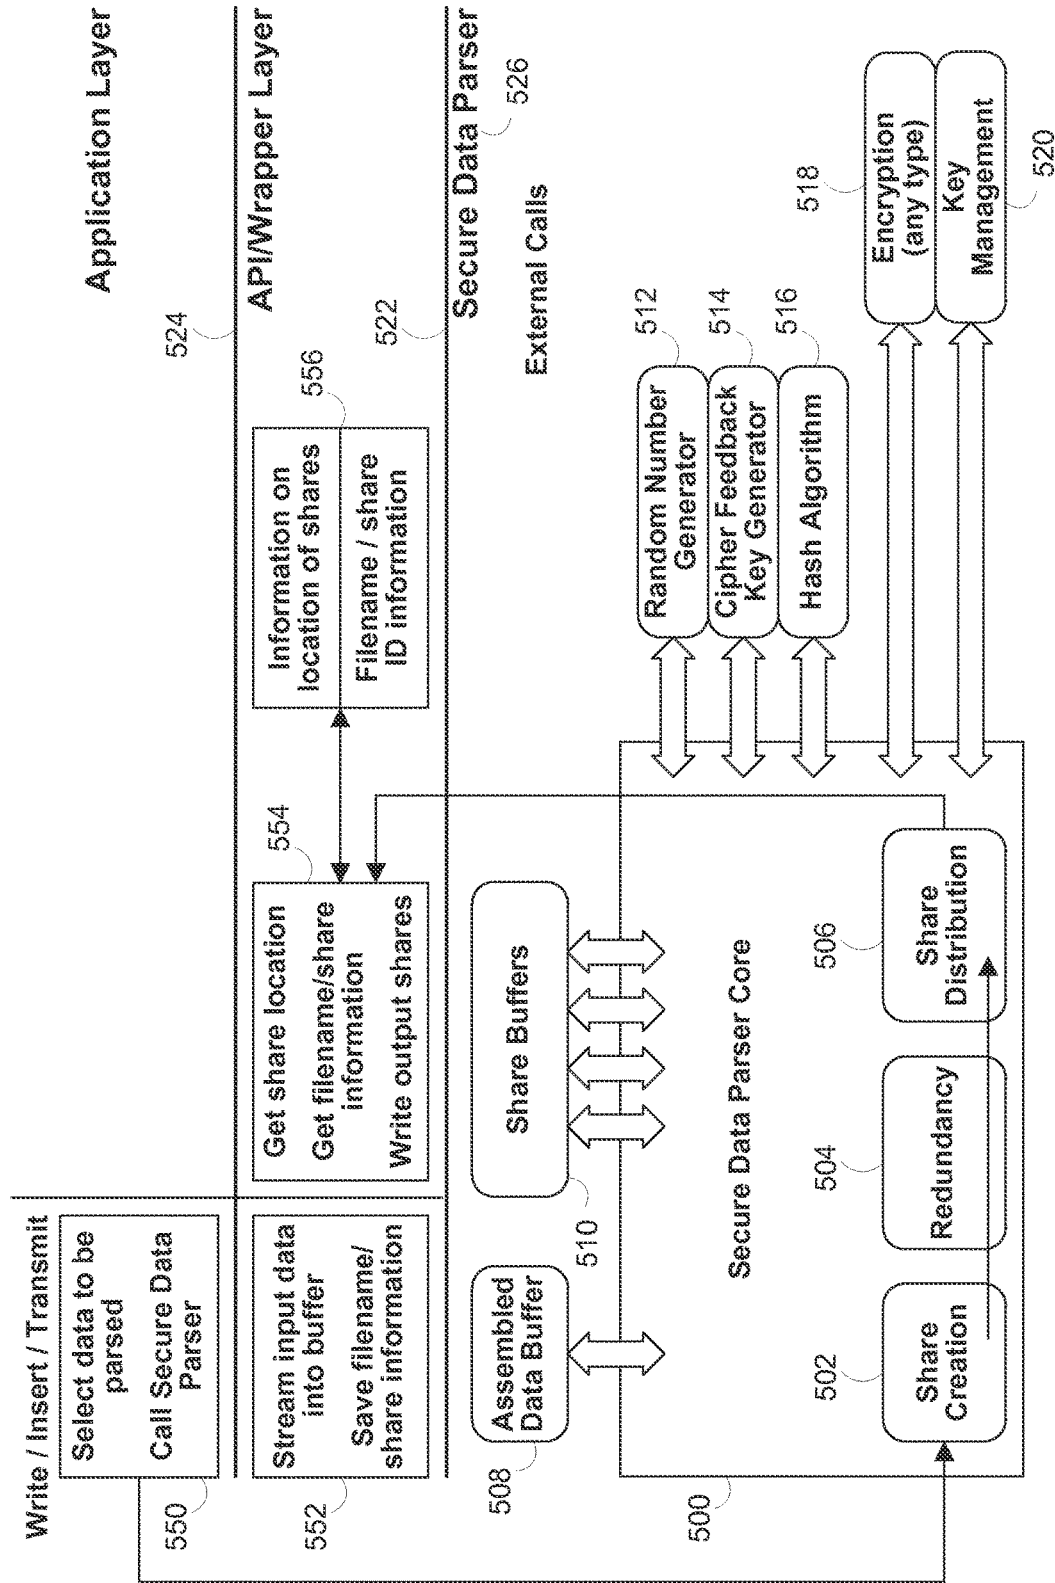 Write / Insert / Transmit
Application Layer
Select data to be
parsed
Call Secure Data
Parser
550
524
API/Wrapper Layer
Stream input data
into buffer
Save filename/
share information
552
Get share location
Get filename/share
information
Write output shares
554
Information on
location of shares
Filename / share
ID information
556
522
Secure Data Parser
526
External Calls
Assembled
Data Buffer
508
Share Buffers
510
Random Number
Generator
512
Cipher Feedback
Key Generator
514
Hash Algorithm
516
Encryption
(any type)
518
Key
Management
520
500
Secure Data Parser Core
502
Share
Creation
504
Redundancy
506
Share
Distribution